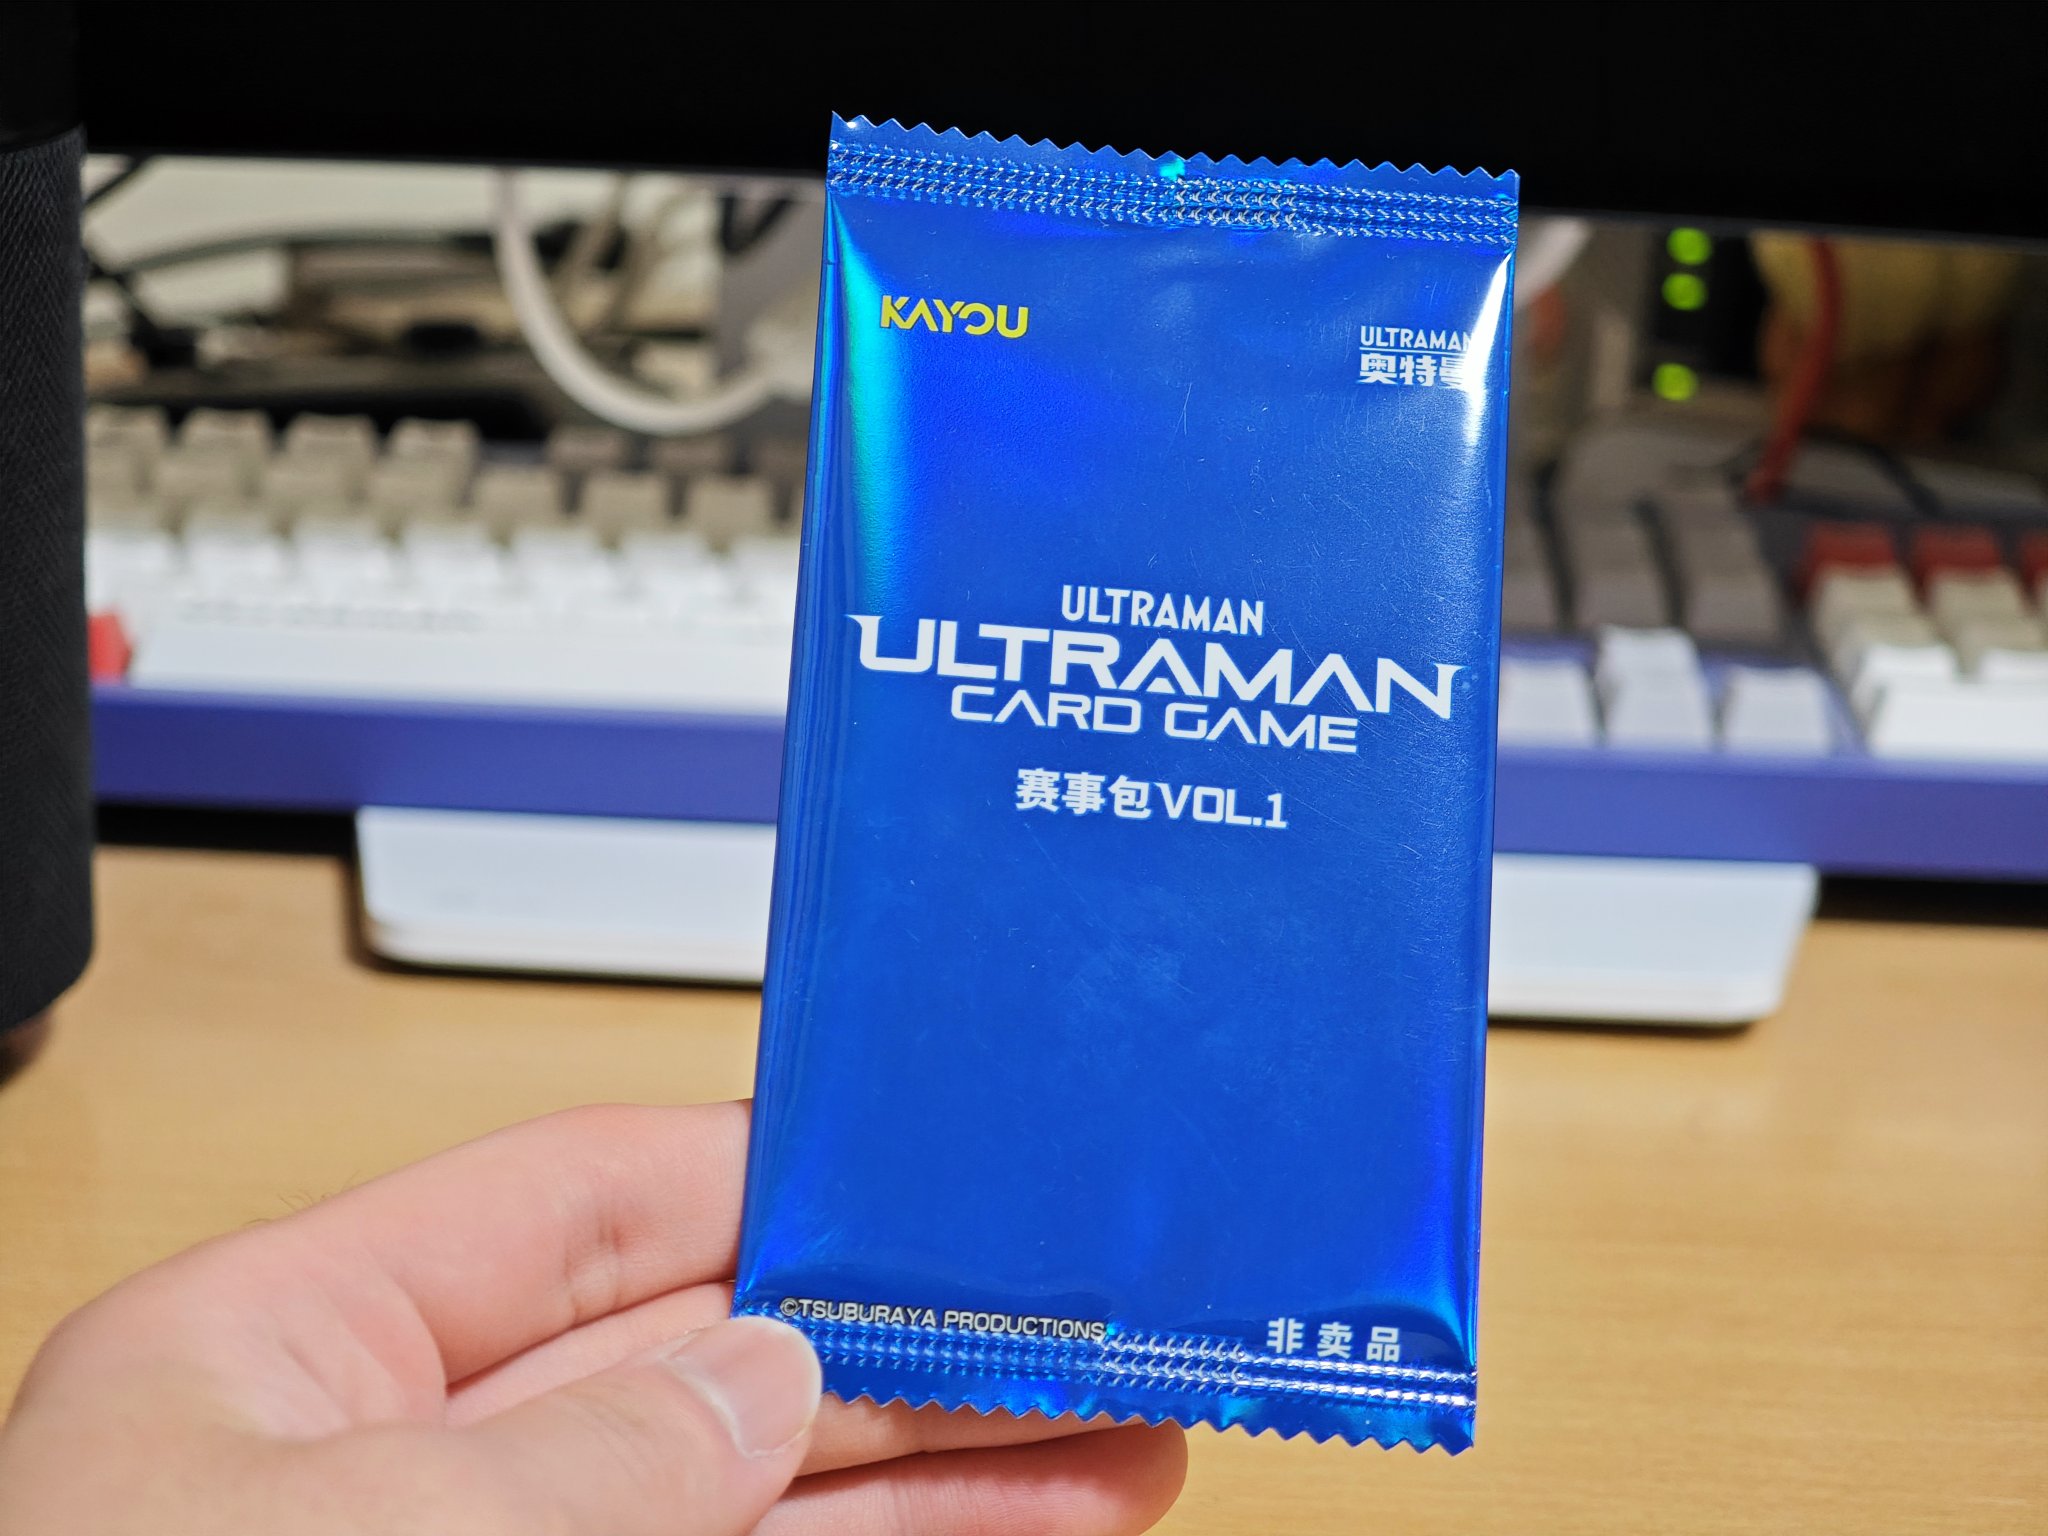 KAYOU
ULTRAMAN
奥特曼
ULTRAMAN
ULTRAMAN
CARD GAME
赛事包VOL.1
©TSUBURAYA PRODUCTIONS
非卖品